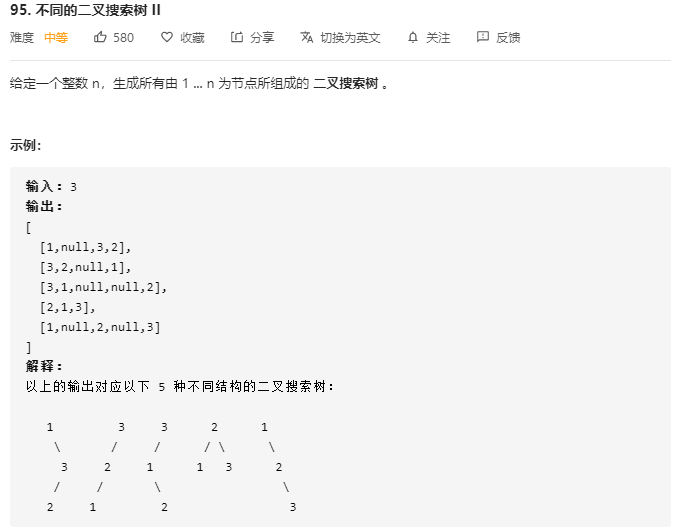 95. 不同的二叉搜索树 II
难度 中等 580 收藏 分享 切换为英文 关注 反馈
给定一个整数 n，生成所有由 1 ... n 为节点所组成的 二叉搜索树 。
示例：
输入：3
输出：
[
[1,null,3,2],
[3,2,null,1],
[3,1,null,null,2],
[2,1,3],
[1,null,2,null,3]
]
解释：
以上的输出对应以下 5 种不同结构的二叉搜索树：
1 3 3 2 1
\ / / / \ \
3 2 1 1 3 2
/ / \ \
2 1 2 3